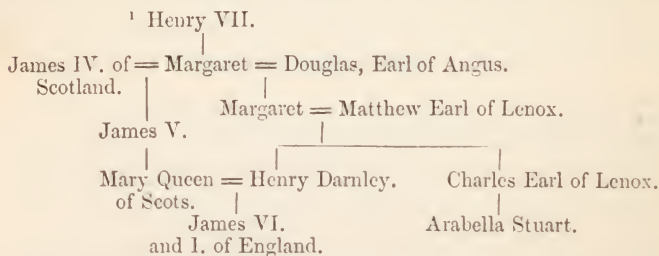 1 Henry VII.
James IV. of = Margaret = Douglas, Earl of Angus.
Scotland.
Margaret = Matthew Earl of Lenox.
James V.
Mary Queen = Henry Darnley. Charles Earl of Lenox.
of Scots.
James VI. Arabella Stuart.
and I. of England.